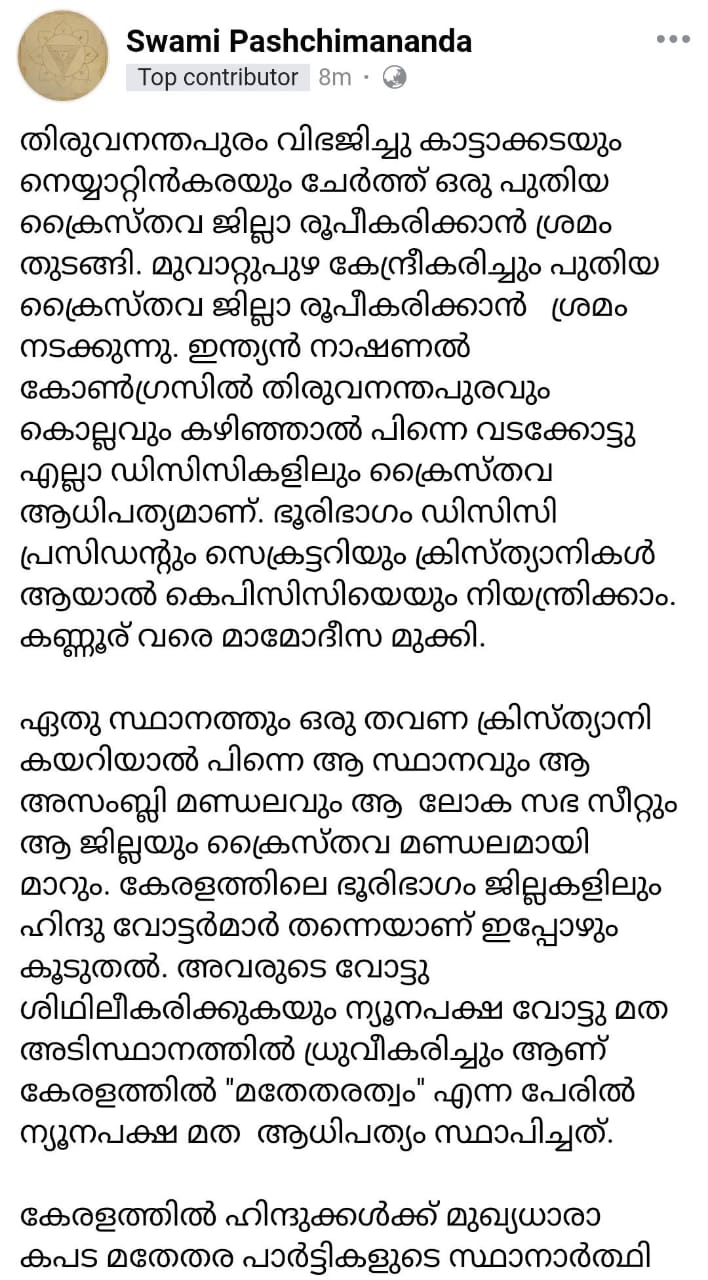 Swami Pashchimananda
Top contributor 8m ·
തിരുവനന്തപുരം വിഭജിച്ചു കാട്ടാക്കടയും
നെയ്യാറ്റിൻകരയും ചേർത്ത് ഒരു പുതിയ
ക്രൈസ്തവ ജില്ലാ രൂപീകരിക്കാൻ ശ്രമം
തുടങ്ങി. മുവാറ്റുപുഴ കേന്ദ്രീകരിച്ചും പുതിയ
ക്രൈസ്തവ ജില്ലാ രൂപീകരിക്കാൻ ശ്രമം
നടക്കുന്നു. ഇന്ത്യൻ നാഷണൽ
കോൺഗ്രസിൽ തിരുവനന്തപുരവും
കൊല്ലവും കഴിഞ്ഞാൽ പിന്നെ വടക്കോട്ടു
എല്ലാ ഡിസിസികളിലും ക്രൈസ്തവ
ആധിപത്യമാണ്. ഭൂരിഭാഗം ഡിസിസി
പ്രസിഡന്റും സെക്രട്ടറിയും ക്രിസ്ത്യാനികൾ
ആയാൽ കെപിസിസിയെയും നിയന്ത്രിക്കാം.
കണ്ണൂര് വരെ മാമോദീസ മുക്കി.
ഏതു സ്ഥാനത്തും ഒരു തവണ ക്രിസ്ത്യാനി
കയറിയാൽ പിന്നെ ആ സ്ഥാനവും ആ
അസംബ്ലി മണ്ഡലവും ആ ലോക സഭ സീറ്റും
ആ ജില്ലയും ക്രൈസ്തവ മണ്ഡലമായി
മാറും. കേരളത്തിലെ ഭൂരിഭാഗം ജില്ലകളിലും
ഹിന്ദു വോട്ടർമാർ തന്നെയാണ് ഇപ്പോഴും
കൂടുതൽ. അവരുടെ വോട്ടു
ശിഥിലീകരിക്കുകയും ന്യൂനപക്ഷ വോട്ടു മത
അടിസ്ഥാനത്തിൽ ധ്രുവീകരിച്ചും ആണ്
കേരളത്തിൽ "മതേതരത്വം" എന്ന പേരിൽ
ന്യൂനപക്ഷ മത ആധിപത്യം സ്ഥാപിച്ചത്.
കേരളത്തിൽ ഹിന്ദുക്കൾക്ക് മുഖ്യധാരാ
കപട മതേതര പാർട്ടികളുടെ സ്ഥാനാർത്ഥി